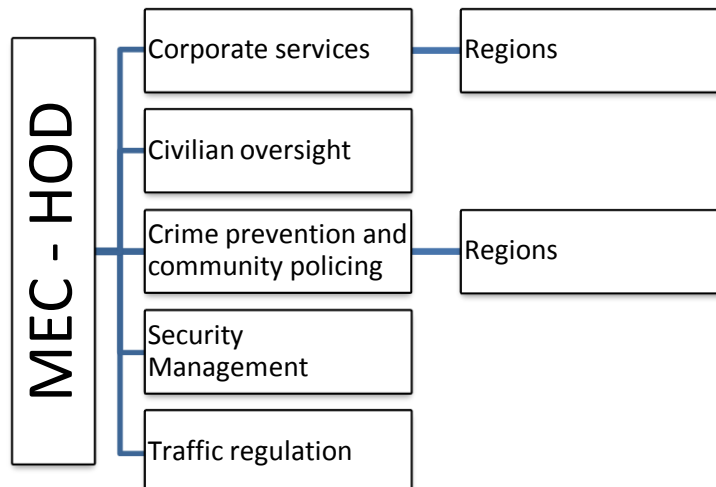 MEC - HOD
Corporate services
Regions
Civilian oversight
Crime prevention and
community policing
Regions
Security
Management
Traffic regulation